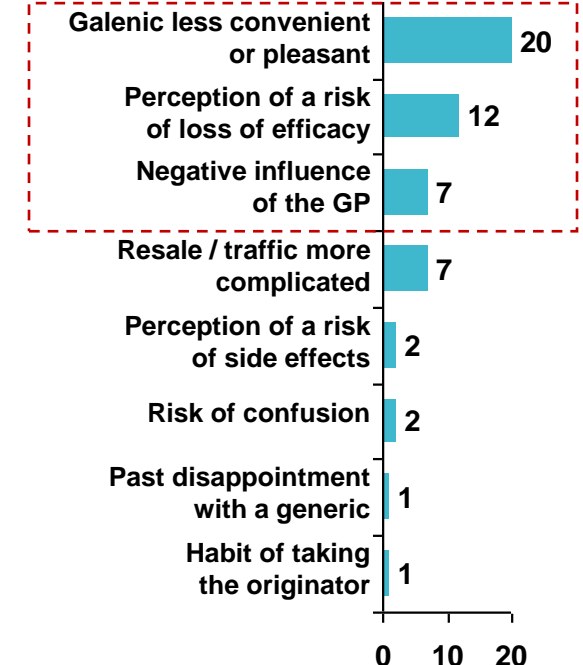 Galenic less convenient
or pleasant
20
Perception of a risk
of loss of efficacy
12
Negative influence
of the GP
7
Resale / traffic more
complicated
7
Perception of a risk
of side effects
2
Risk of confusion
2
Past disappointment
with a generic
1
Habit of taking
the originator
1
0 10 20